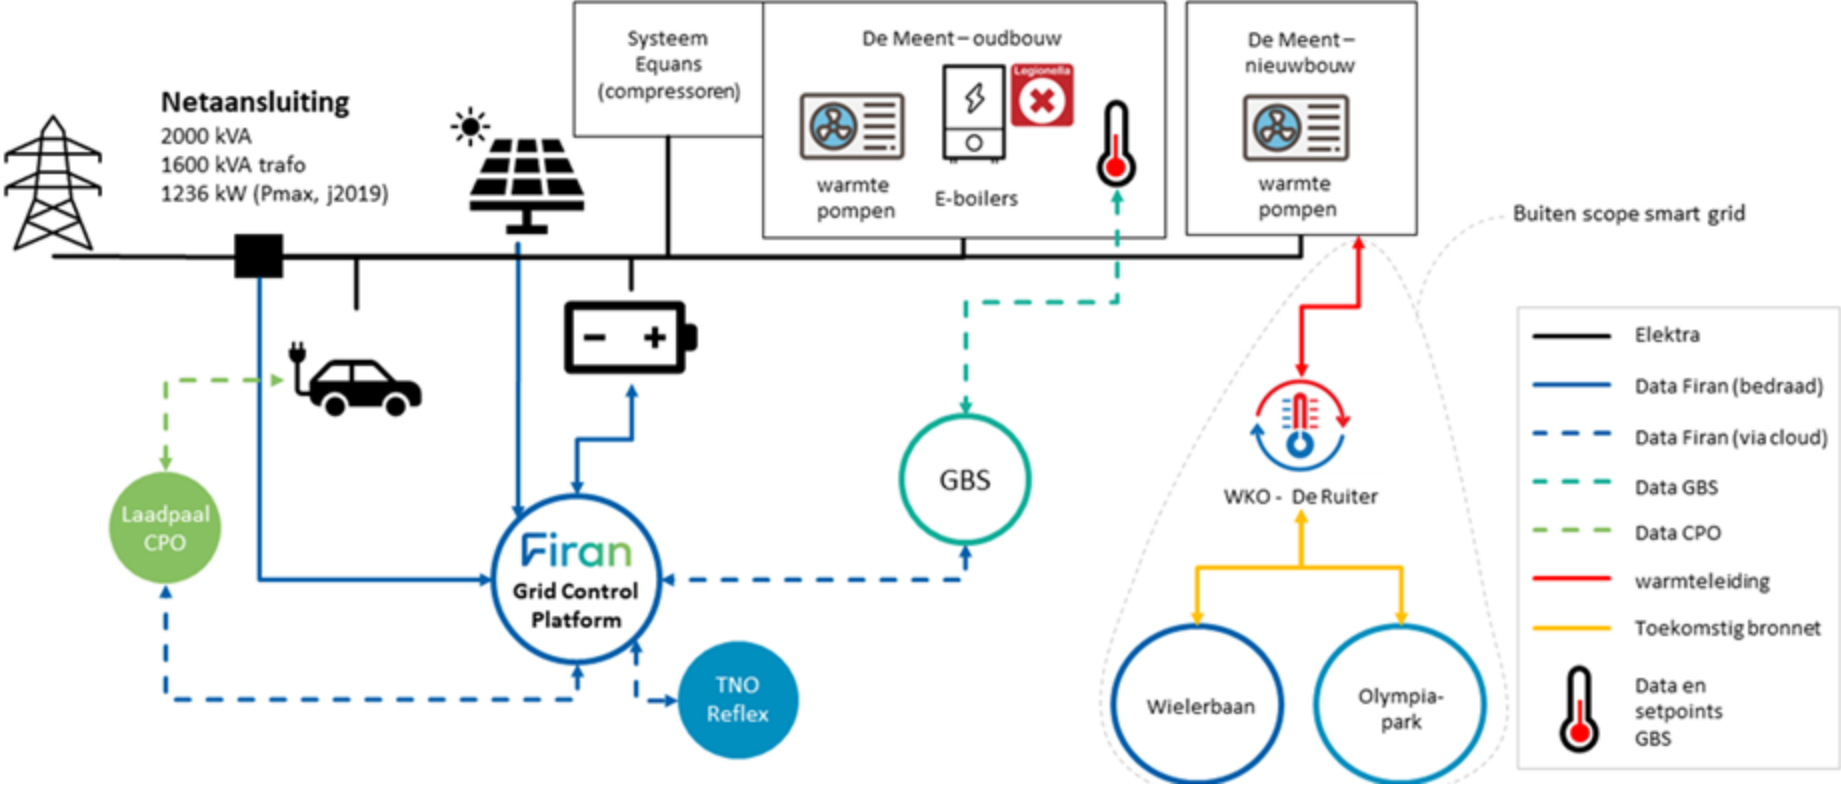 Netaansluiting
2000 kVA
1600 kVA trafo
1236 kW (Pmax, j2019)
Systeem
Equans
(compressoren)
De Meent – oudbouw
Legionella
warmte
pompen
E-boilers
De Meent –
nieuwbouw
warmte
pompen
Buiten scope smart grid
Laadpaal
CPO
Firan
Grid Control
Platform
TNO
Reflex
GBS
WKO - De Ruiter
Wielerbaan
Olympia-
park
Elektra
Data Firan (bedraad)
Data Firan (via cloud)
Data GBS
Data CPO
warmteleiding
Toekomstig bronnet
Data en
setpoints
GBS